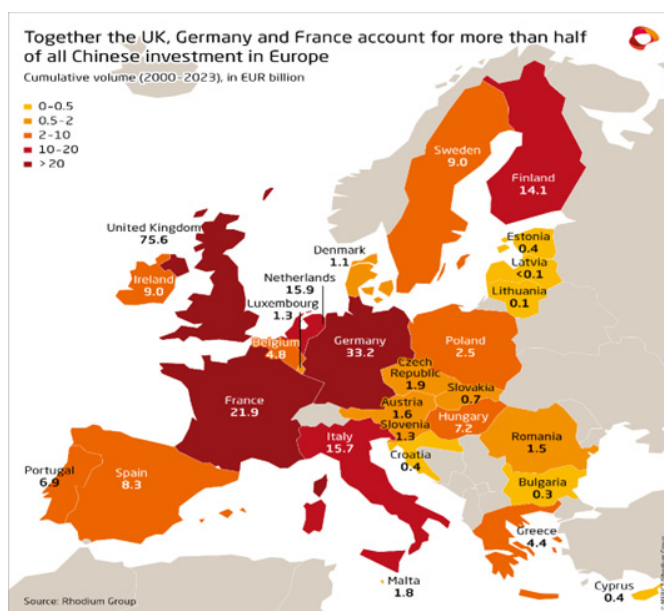 Together the UK, Germany and France account for more than half
of all Chinese investment in Europe
Cumulative volume (2000–2023), in EUR billion
0–0.5
0.5–2
2–10
10–20
>20
Sweden
9.0
Finland
14.1
United Kingdom
75.6
Estonia
0.4
Denmark
1.1
Latvia
<0.1
Ireland
9.0
Netherlands
15.9
Lithuania
0.1
Luxembourg
1.3
Belgium
4.8
Germany
33.2
Poland
2.5
Czech
Republic
1.9
Slovakia
0.7
France
21.9
Austria
1.6
Hungary
7.2
Slovenia
1.3
Italy
15.7
Romania
1.5
Croatia
0.4
Portugal
6.9
Spain
8.3
Bulgaria
0.3
Greece
4.4
Malta
1.8
Cyprus
0.4
Source: Rhodium Group